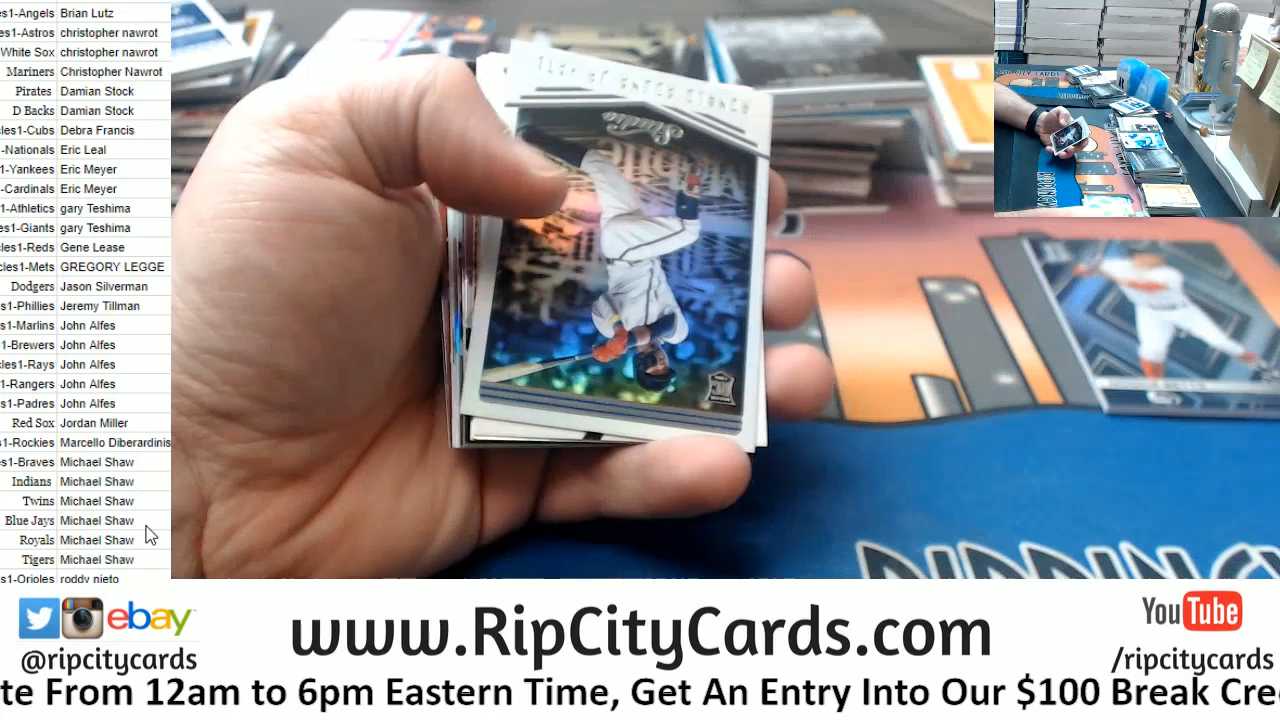 es1-Angels Brian Lutz
es1-Astros christopher nawrot
White Sox christopher nawrot
Mariners Christopher Nawrot
Pirates Damian Stock
D Backs Damian Stock
cles1-Cubs Debra Francis
-Nationals Eric Leal
1-Yankees Eric Meyer
-Cardinals Eric Meyer
1-Athletics gary Teshima
s1-Giants gary Teshima
cles1-Reds Gene Lease
cles1-Mets GREGORY LEGGE
Dodgers Jason Silverman
s1-Phillies Jeremy Tillman
s1-Marlins John Alfes
1-Brewers John Alfes
cles1-Rays John Alfes
-Rangers John Alfes
s1-Padres John Alfes
Red Sox Jordan Miller
s1-Rockies Marcello Diberardinis
es1-Braves Michael Shaw
Indians Michael Shaw
Twins Michael Shaw
Blue Jays Michael Shaw
Royals Michael Shaw
Tigers Michael Shaw
s1-Orioles roddy nieto
Studio
ebay
@ripcitycards
www.RipCityCards.com
YouTube
/ripcitycards
te From 12am to 6pm Eastern Time, Get An Entry Into Our $100 Break Cre